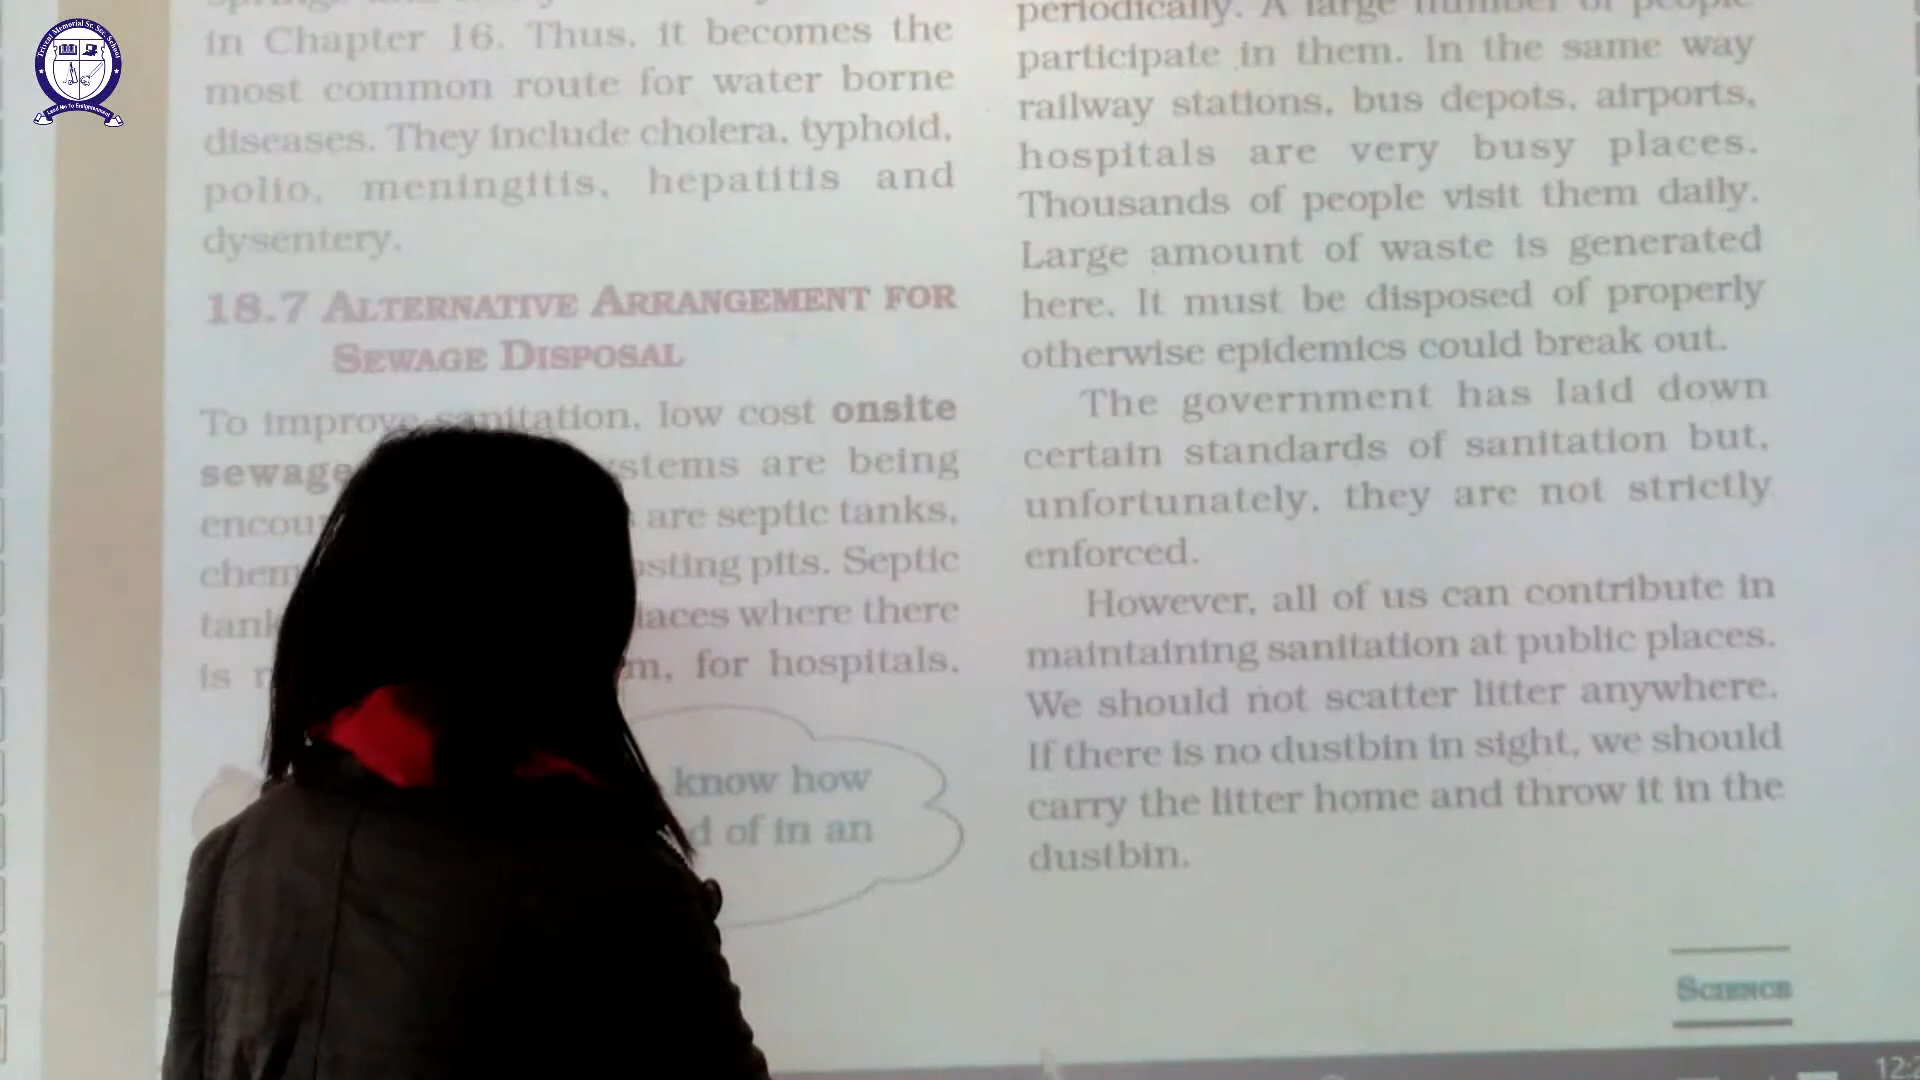 in Chapter 16. Thus, it becomes the
most common route for water borne
diseases. They include cholera, typhoid,
polio, meningitis, hepatitis and
dysentery.
18.7 ALTERNATIVE ARRANGEMENT FOR
SEWAGE DISPOSAL
To improve sanitation, low cost onsite
sewage are being
are septic tanks,
pits. Septic
where there
is for hospitals,
know how
of in an
periodically. A large number of people
participate in them. In the same way
railway stations, bus depots, airports,
hospitals are very busy places.
Thousands of people visit them daily.
Large amount of waste is generated
here. It must be disposed of properly
otherwise epidemics could break out.
The government has laid down
certain standards of sanitation but,
unfortunately, they are not strictly
enforced.
However, all of us can contribute in
maintaining sanitation at public places.
We should not scatter litter anywhere.
If there is no dustbin in sight, we should
carry the litter home and throw it in the
dustbin.
SCIENCE